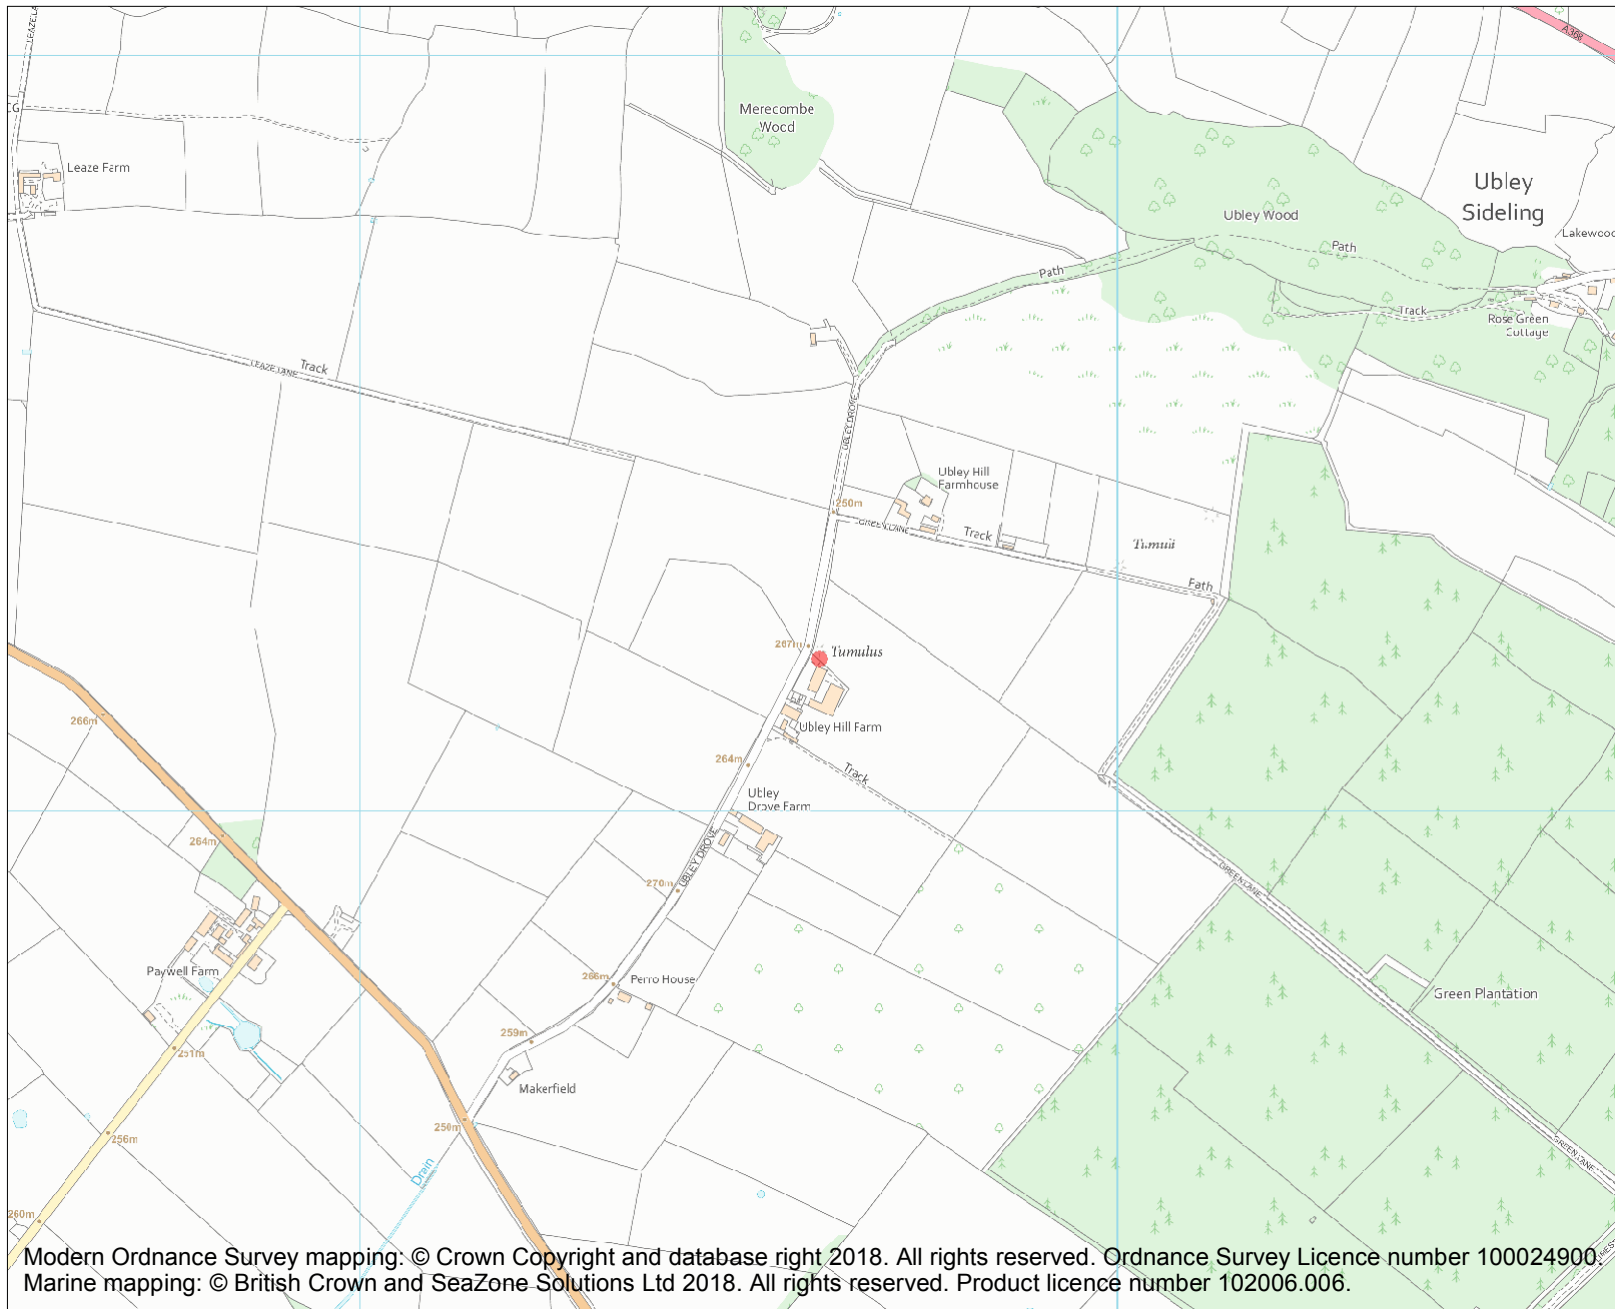 LEAZE LA
A368
Merecombe
Wood
CG
Leaze Farm
Ubley
Sideling
Ubley Wood
Lakewood
Path
Path
Track
Rose Green
Cottage
Track
LEAZE LANE
UBLEY DROVE
Ubley Hill
Farmhouse
250m
GREEN LANE
Track
Tumuli
Path
267m
Tumulus
266m
Ubley Hill Farm
264m
Track
Ubley
Drove Farm
264m
UBLEY DROVE
270m
GREEN LANE
Paywell Farm
266m
Perro House
Green Plantation
259m
251m
Makerfield
256m
256m
GREEN LANE
Drain
260m
Modern Ordnance Survey mapping: © Crown Copyright and database right 2018. All rights reserved. Ordnance Survey Licence number 100024900.
Marine mapping: © British Crown and SeaZone Solutions Ltd 2018. All rights reserved. Product licence number 102006.006.